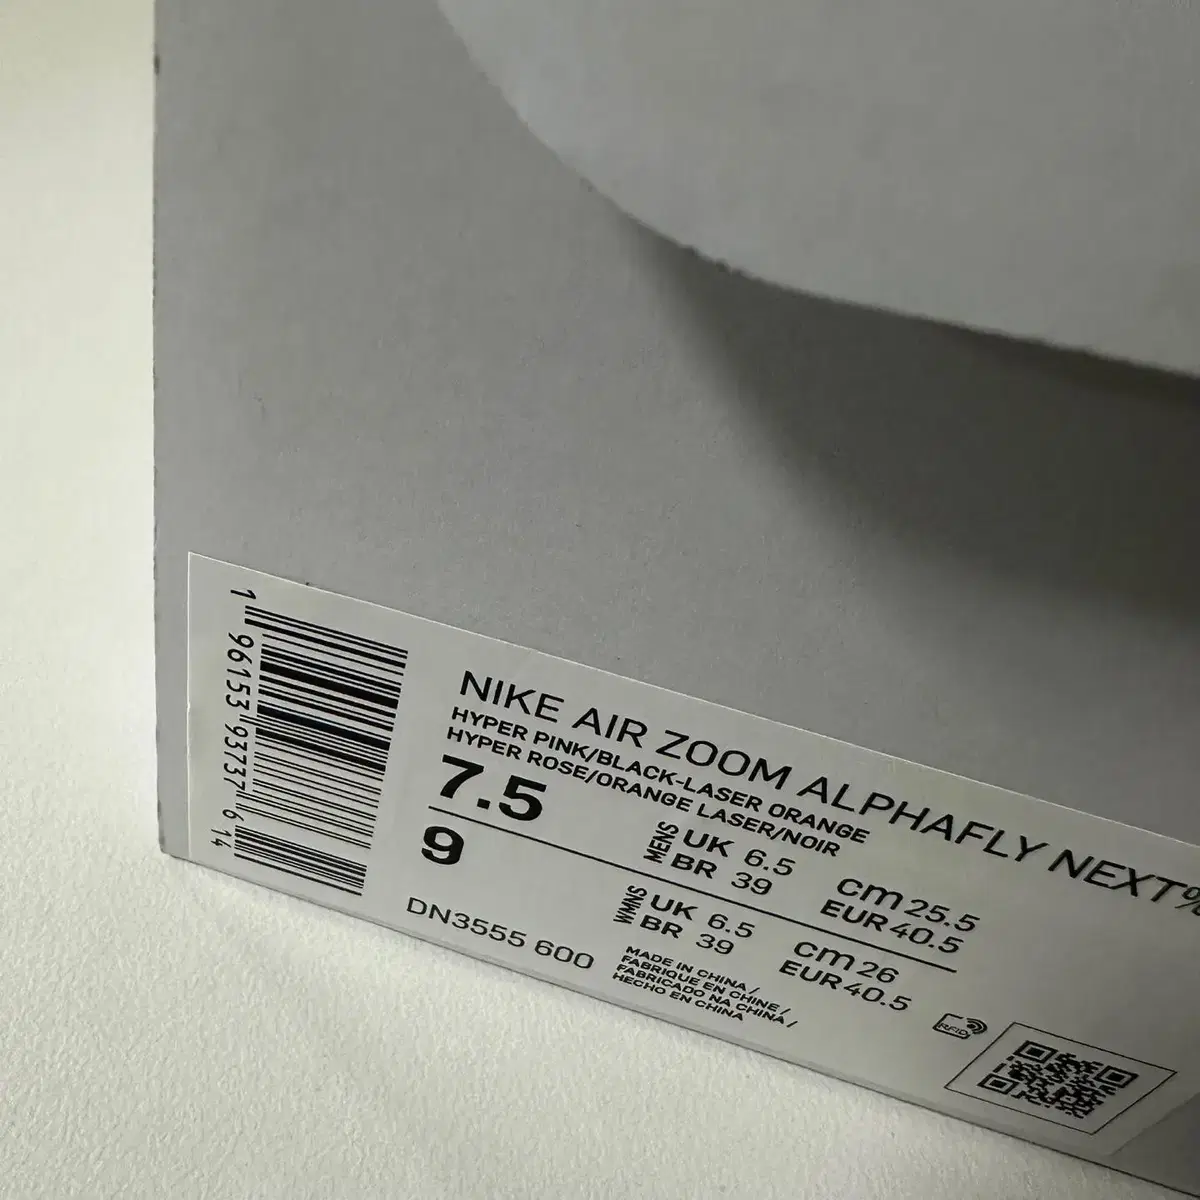 NIKE AIR ZOOM ALPHAFLY NEXT%
HYPER PINK/BLACK-LASER ORANGE
HYPER ROSE/ORANGE LASER/NOIR
7.5
MENS
UK 6.5
cm 25.5
BR 39
EUR 40.5
9
WMNS
UK 6.5
cm 26
BR 39
EUR 40.5
DN3555 600
MADE IN CHINA /
FABRIQUE EN CHINE /
FABRICADO NA CHINA /
HECHO EN CHINA
RFID
1 96153 93737 6 14